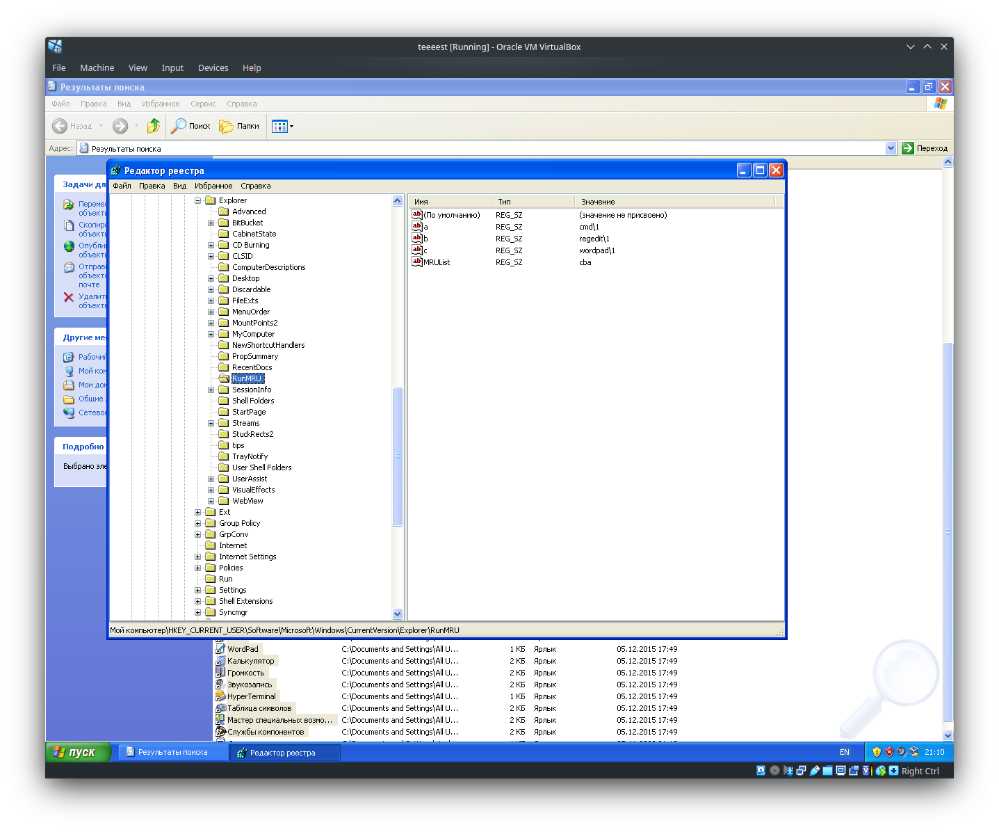 teeeest [Running] - Oracle VM VirtualBox
File Machine View Input Devices Help
Результаты поиска
Файл Правка Вид Избранное Сервис Справка
Назад Поиск Папки
Адрес: Результаты поиска Переход
Задачи дл
Переме
объект
Скопиро
объект
Опубли
объект
Отправи
объект
почте
Удалить
объект
Другие ме
Рабочий
Мой ком
Мои док
Общие
Сетевое
Подробно
Выбрано эле
Редактор реестра
Файл Правка Вид Избранное Справка
Explorer
Advanced
BitBucket
CabinetState
CD Burning
CLSID
ComputerDescriptions
Desktop
Discardable
FileExts
MenuOrder
MountPoints2
MyComputer
NewShortcutHandlers
PropSummary
RecentDocs
RunMRU
SessionInfo
Shell Folders
StartPage
Streams
StuckRects2
tips
TrayNotify
User Shell Folders
UserAssist
VisualEffects
WebView
Ext
Group Policy
GrpConv
Internet
Internet Settings
Policies
Run
Settings
Shell Extensions
Syncmgr
Имя Тип Значение
(По умолчанию) REG_SZ (значение не присвоено)
a REG_SZ cmd\1
b REG_SZ regedit\1
c REG_SZ wordpad\1
MRUList REG_SZ cba
Мой компьютер\HKEY_CURRENT_USER\Software\Microsoft\Windows\CurrentVersion\Explorer\RunMRU
WordPad C:\Documents and Settings\All U... 1 КБ Ярлык 05.12.2015 17:49
Калькулятор C:\Documents and Settings\All U... 2 КБ Ярлык 05.12.2015 17:49
Громкость C:\Documents and Settings\All U... 2 КБ Ярлык 05.12.2015 17:49
Звукозапись C:\Documents and Settings\All U... 2 КБ Ярлык 05.12.2015 17:49
HyperTerminal C:\Documents and Settings\All U... 1 КБ Ярлык 05.12.2015 17:49
Таблица символов C:\Documents and Settings\All U... 2 КБ Ярлык 05.12.2015 17:49
Мастер специальных возмо... C:\Documents and Settings\All U... 2 КБ Ярлык 05.12.2015 17:49
Службы компонентов C:\Documents and Settings\All U... 2 КБ Ярлык 05.12.2015 17:49
пуск Результаты поиска Редактор реестра EN 21:10
Right Ctrl